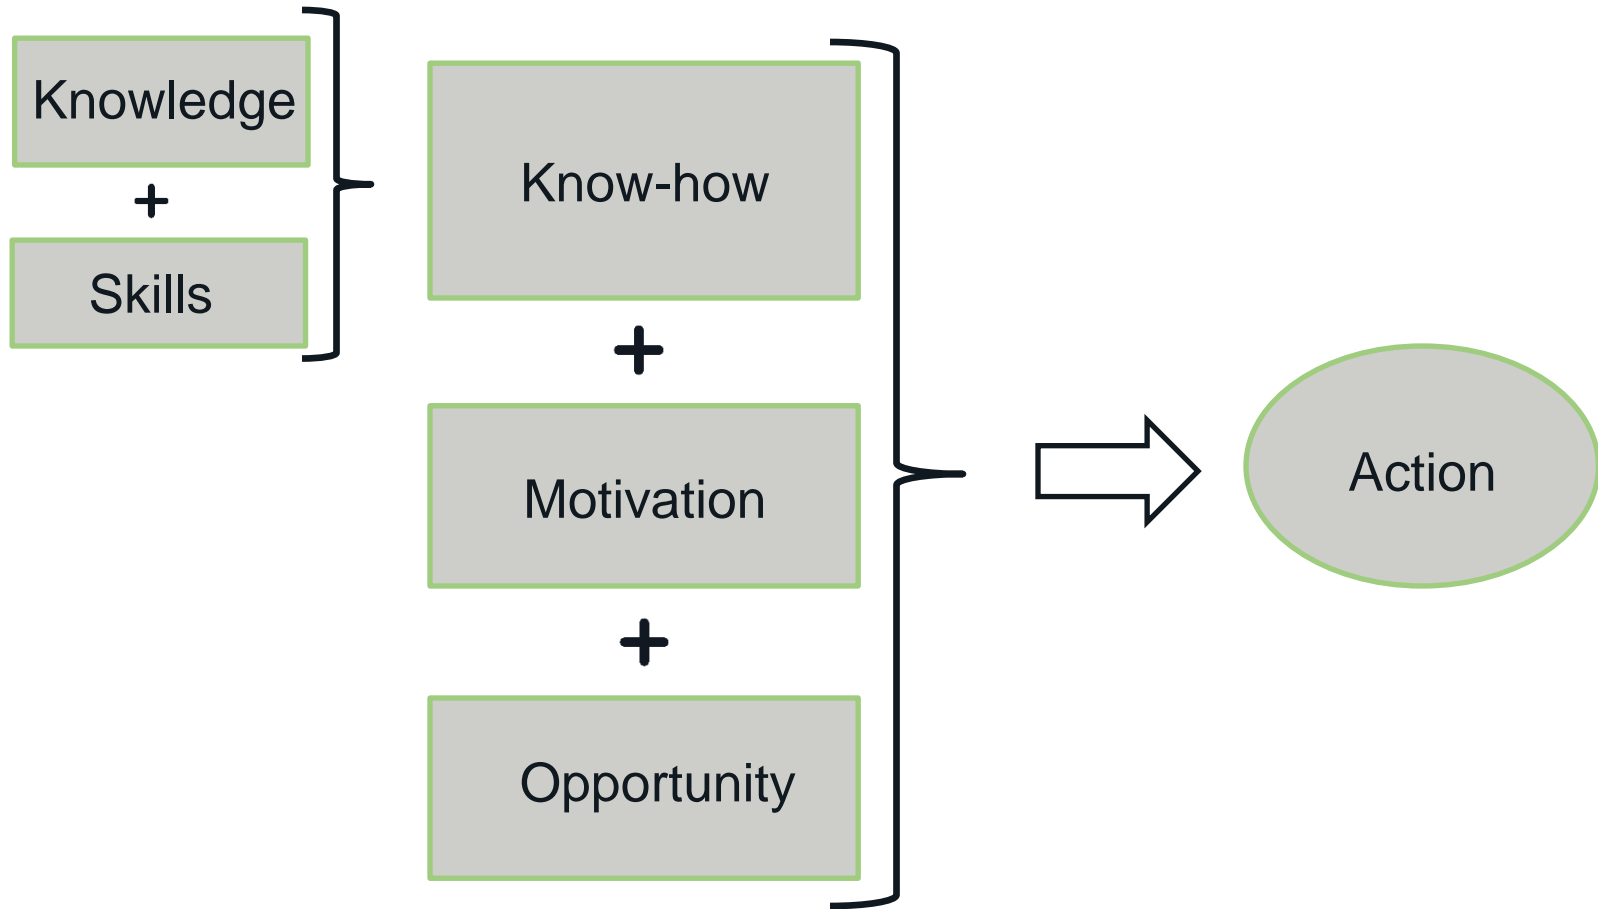 Knowledge
+
Skills
Know-how
+
Motivation
+
Opportunity
Action